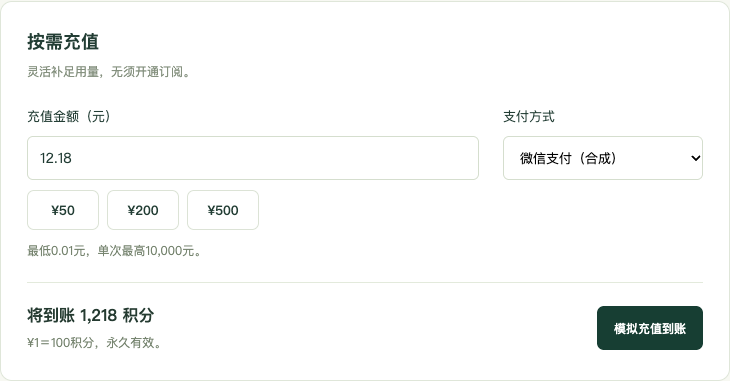 按需充值
灵活补足用量，无须开通订阅。
充值金额（元）
支付方式
12.18
微信支付（合成）
¥50
¥200
¥500
最低0.01元，单次最高10,000元。
将到账 1,218 积分
¥1＝100积分，永久有效。
模拟充值到账